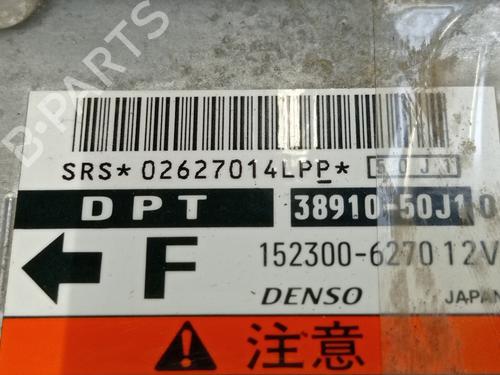 SRS*02627014LPP* 50J1
DPT 38910-50J10
F 152300-6270 12V
DENSO JAPAN
注意
B-PARTS